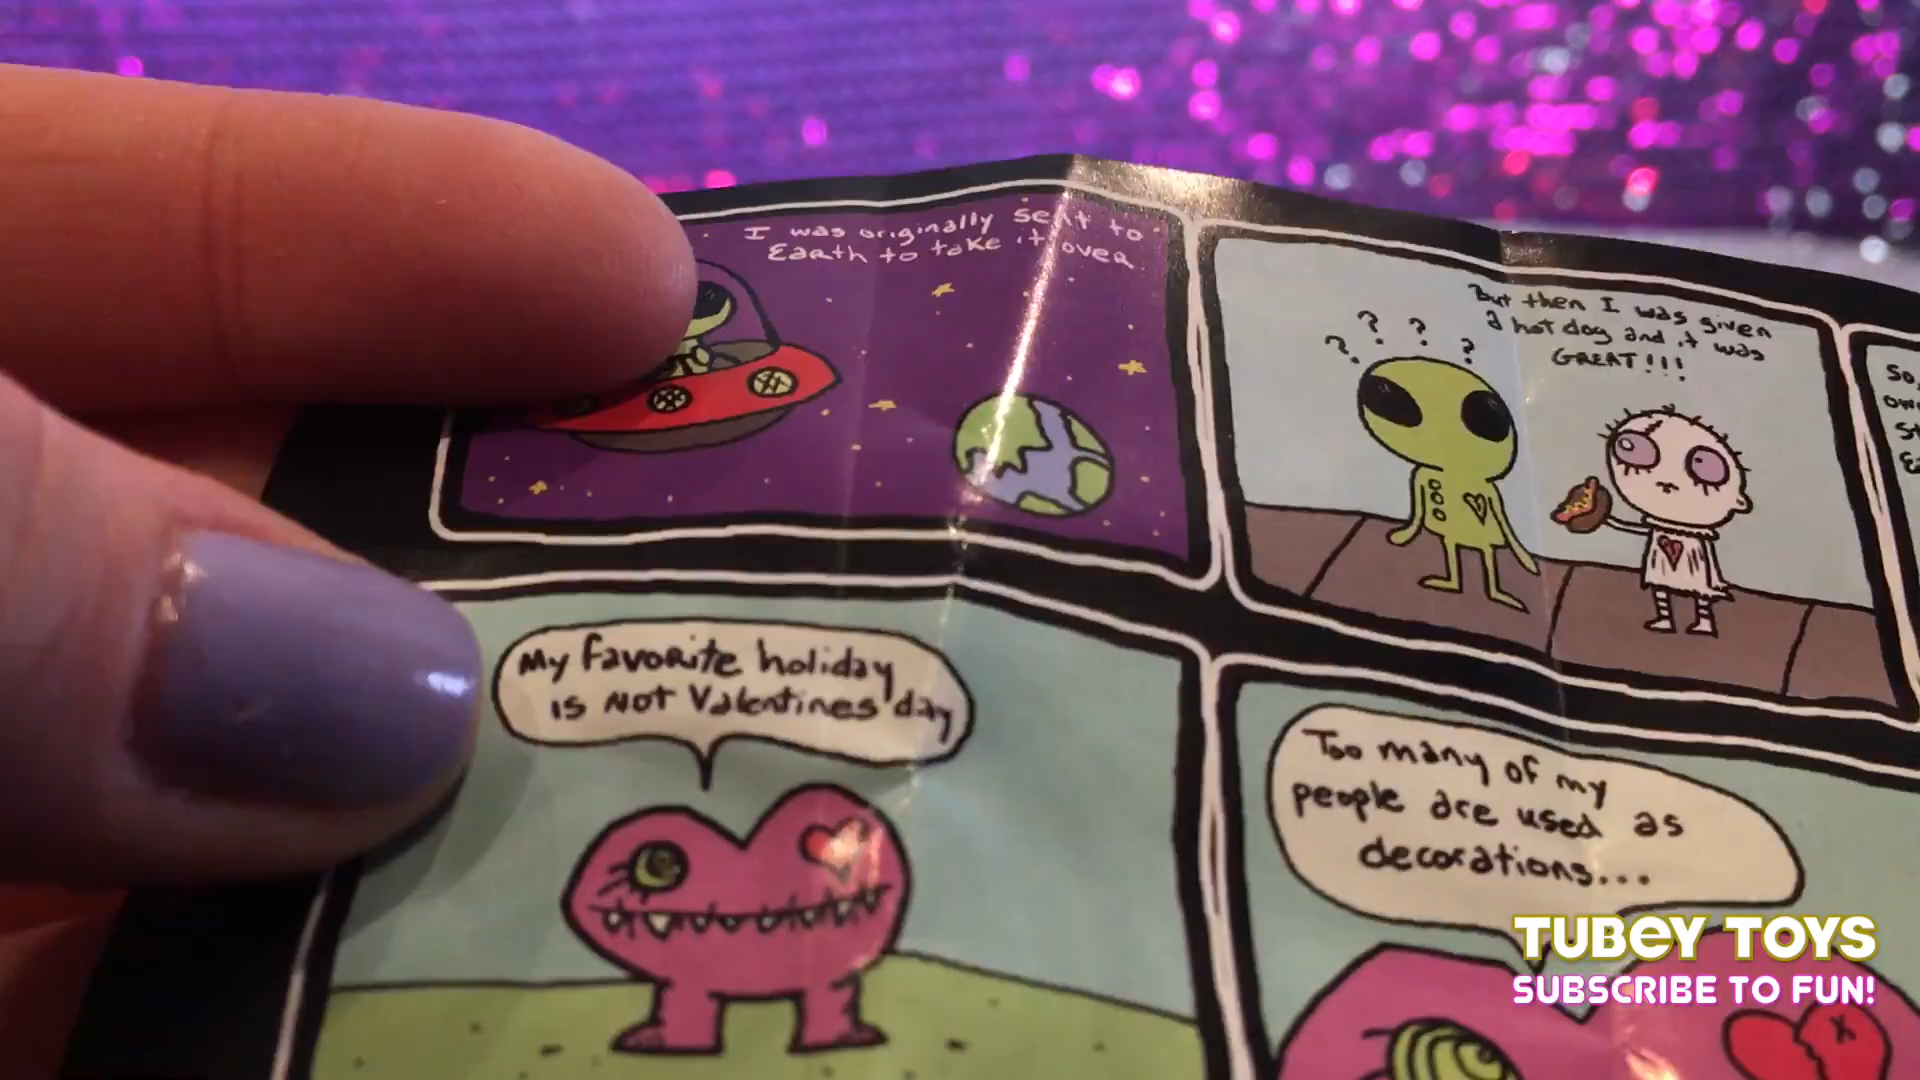 I was originally sent to
Earth to take it over
? ? ? ?
But then I was given
a hot dog and it was
GREAT!!!
So,
My favorite holiday
is NOT Valentines day
Too many of my
people are used as
decorations...
TUBEY TOYS
SUBSCRIBE TO FUN!